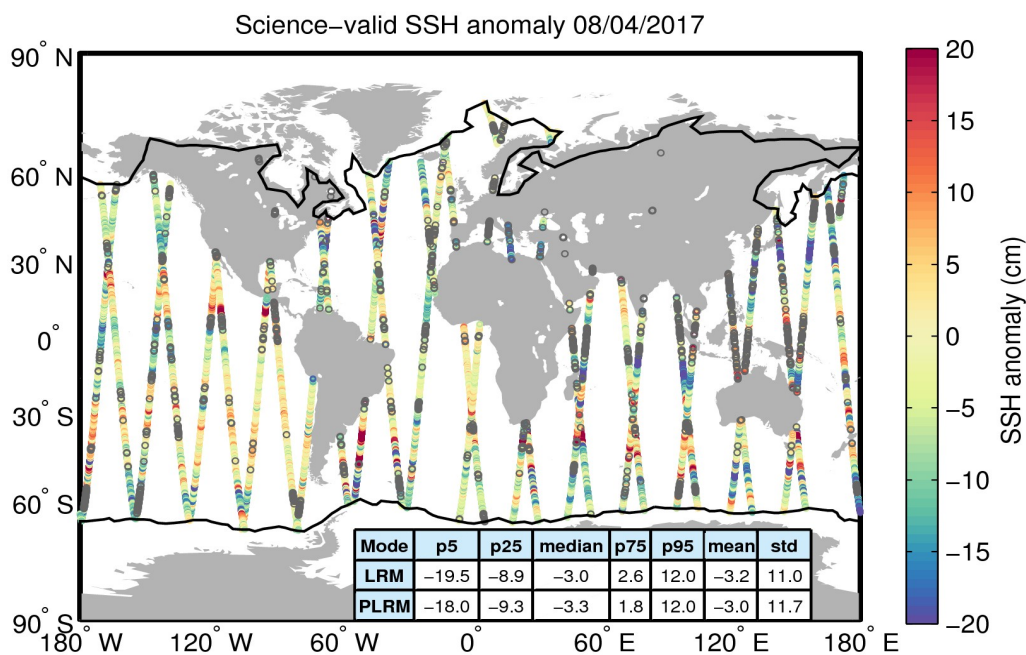 Science−valid SSH anomaly 08/04/2017
90° N
60° N
30° N
0°
30° S
60° S
90° S
180° W
120° W
60° W
0°
60° E
120° E
180° E
Mode p5 p25 median p75 p95 mean std
LRM −19.5 −8.9 −3.0 2.6 12.0 −3.2 11.0
PLRM −18.0 −9.3 −3.3 1.8 12.0 −3.0 11.7
20
15
10
5
0
−5
−10
−15
−20
SSH anomaly (cm)